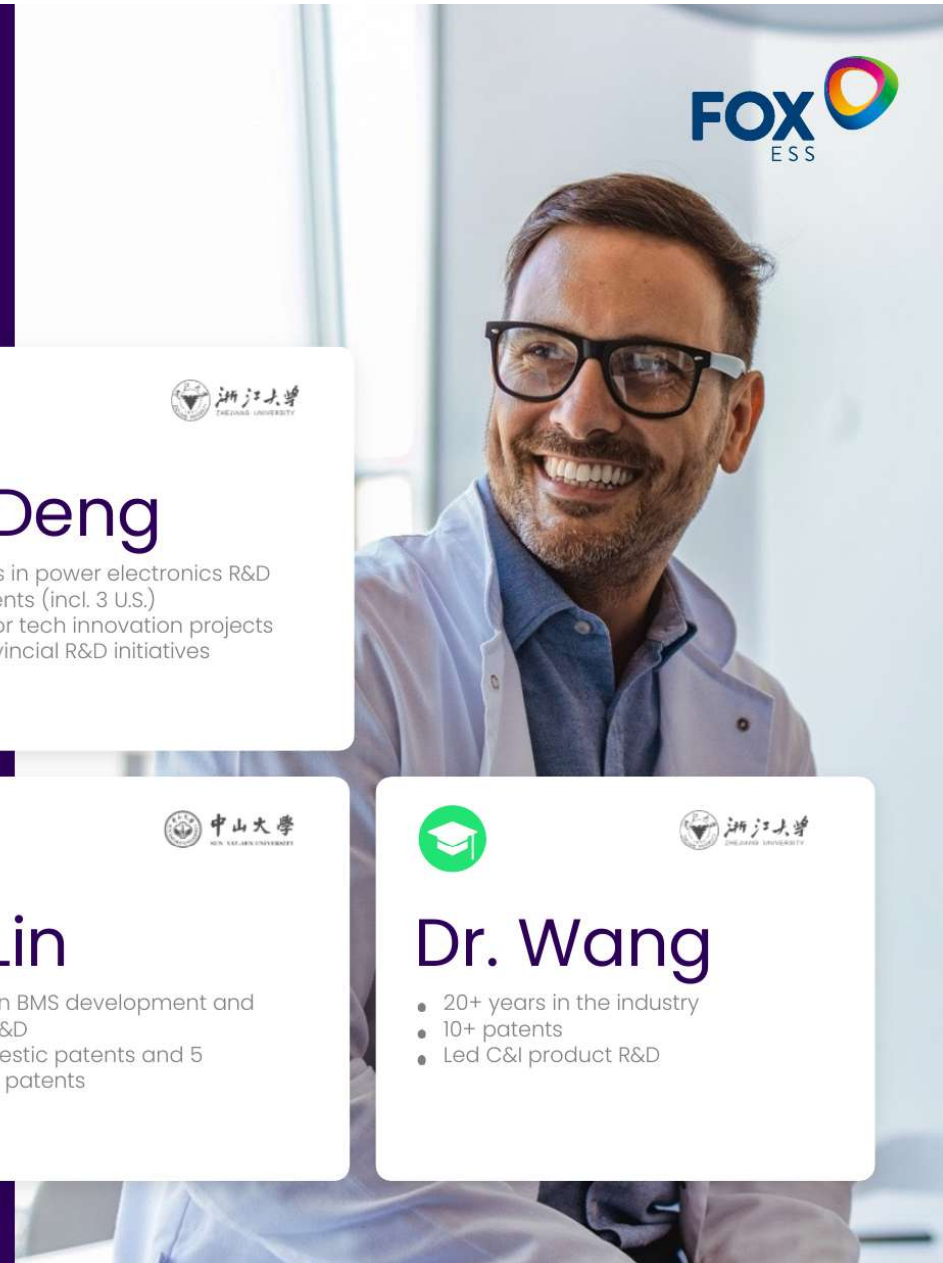 FOX
ESS
浙江大学
ZHEJIANG UNIVERSITY
Deng
s in power electronics R&D
ents (incl. 3 U.S.)
or tech innovation projects
vincial R&D initiatives
中山大學
SUN YAT-SEN UNIVERSITY
Lin
n BMS development and
&D
estic patents and 5
patents
浙江大学
ZHEJIANG UNIVERSITY
Dr. Wang
• 20+ years in the industry
• 10+ patents
• Led C&I product R&D